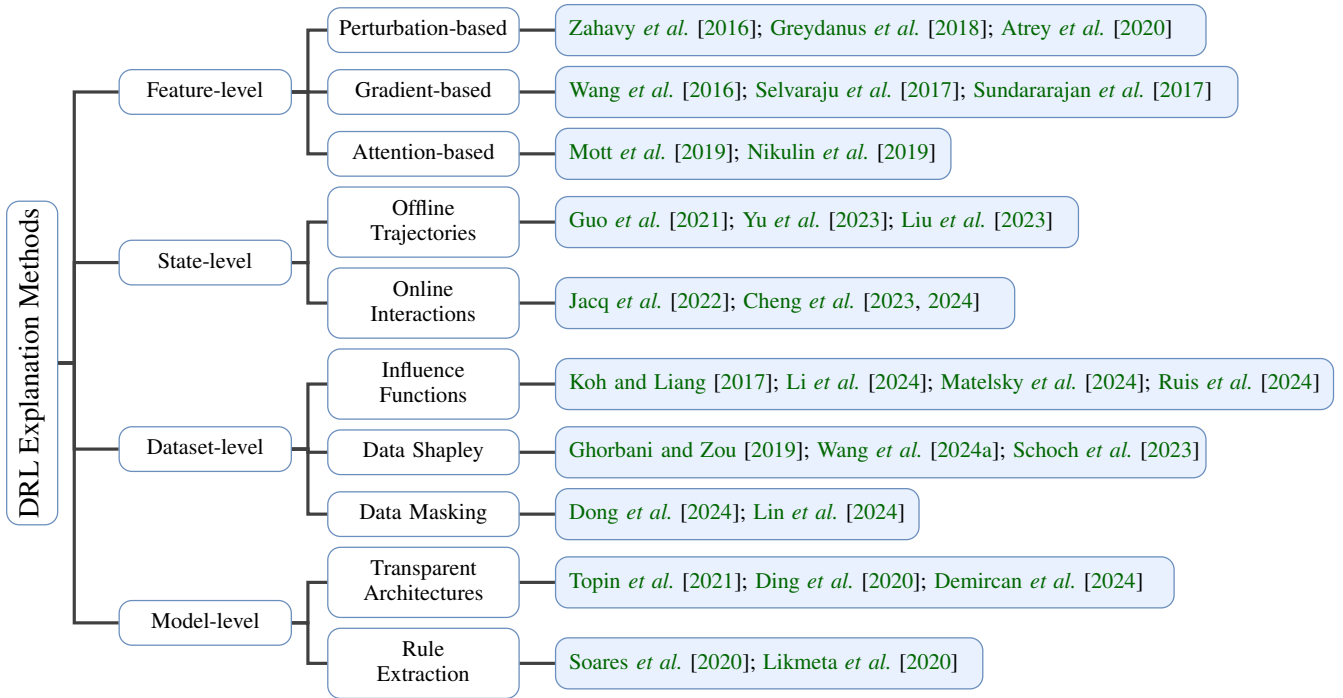 DRL Explanation Methods
Feature-level
Perturbation-based
Zahavy et al. [2016]; Greydanus et al. [2018]; Atrey et al. [2020]
Gradient-based
Wang et al. [2016]; Selvaraju et al. [2017]; Sundararajan et al. [2017]
Attention-based
Mott et al. [2019]; Nikulin et al. [2019]
State-level
Offline
Trajectories
Guo et al. [2021]; Yu et al. [2023]; Liu et al. [2023]
Online
Interactions
Jacq et al. [2022]; Cheng et al. [2023, 2024]
Dataset-level
Influence
Functions
Koh and Liang [2017]; Li et al. [2024]; Matelsky et al. [2024]; Ruis et al. [2024]
Data Shapley
Ghorbani and Zou [2019]; Wang et al. [2024a]; Schoch et al. [2023]
Data Masking
Dong et al. [2024]; Lin et al. [2024]
Model-level
Transparent
Architectures
Topin et al. [2021]; Ding et al. [2020]; Demircan et al. [2024]
Rule
Extraction
Soares et al. [2020]; Likmeta et al. [2020]